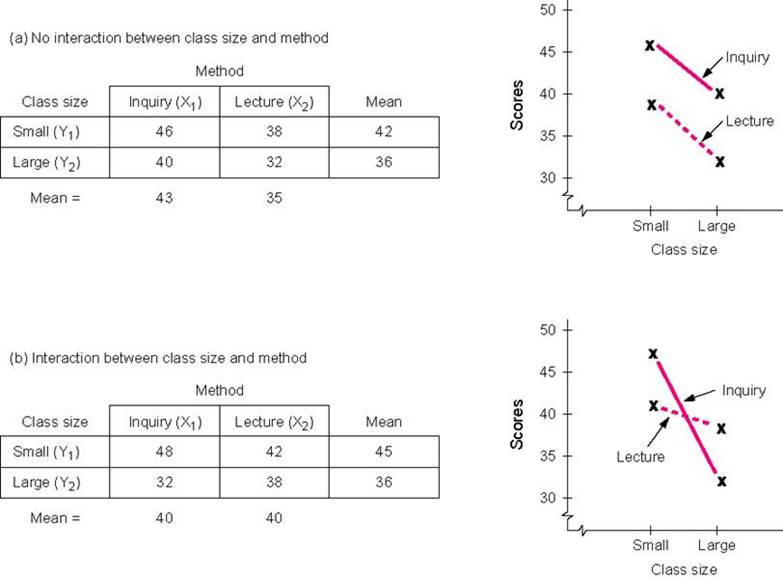 (a) No interaction between class size and method
Method
Class size Inquiry (X1) Lecture (X2) Mean
Small (Y1) 46 38 42
Large (Y2) 40 32 36
Mean = 43 35
50
45
40
35
30
Scores
Inquiry
Lecture
x
x
x
x
Small Large
Class size
(b) Interaction between class size and method
Method
Class size Inquiry (X1) Lecture (X2) Mean
Small (Y1) 48 42 45
Large (Y2) 32 38 36
Mean = 40 40
50
45
40
35
30
Scores
Inquiry
Lecture
x
x
x
x
Small Large
Class size